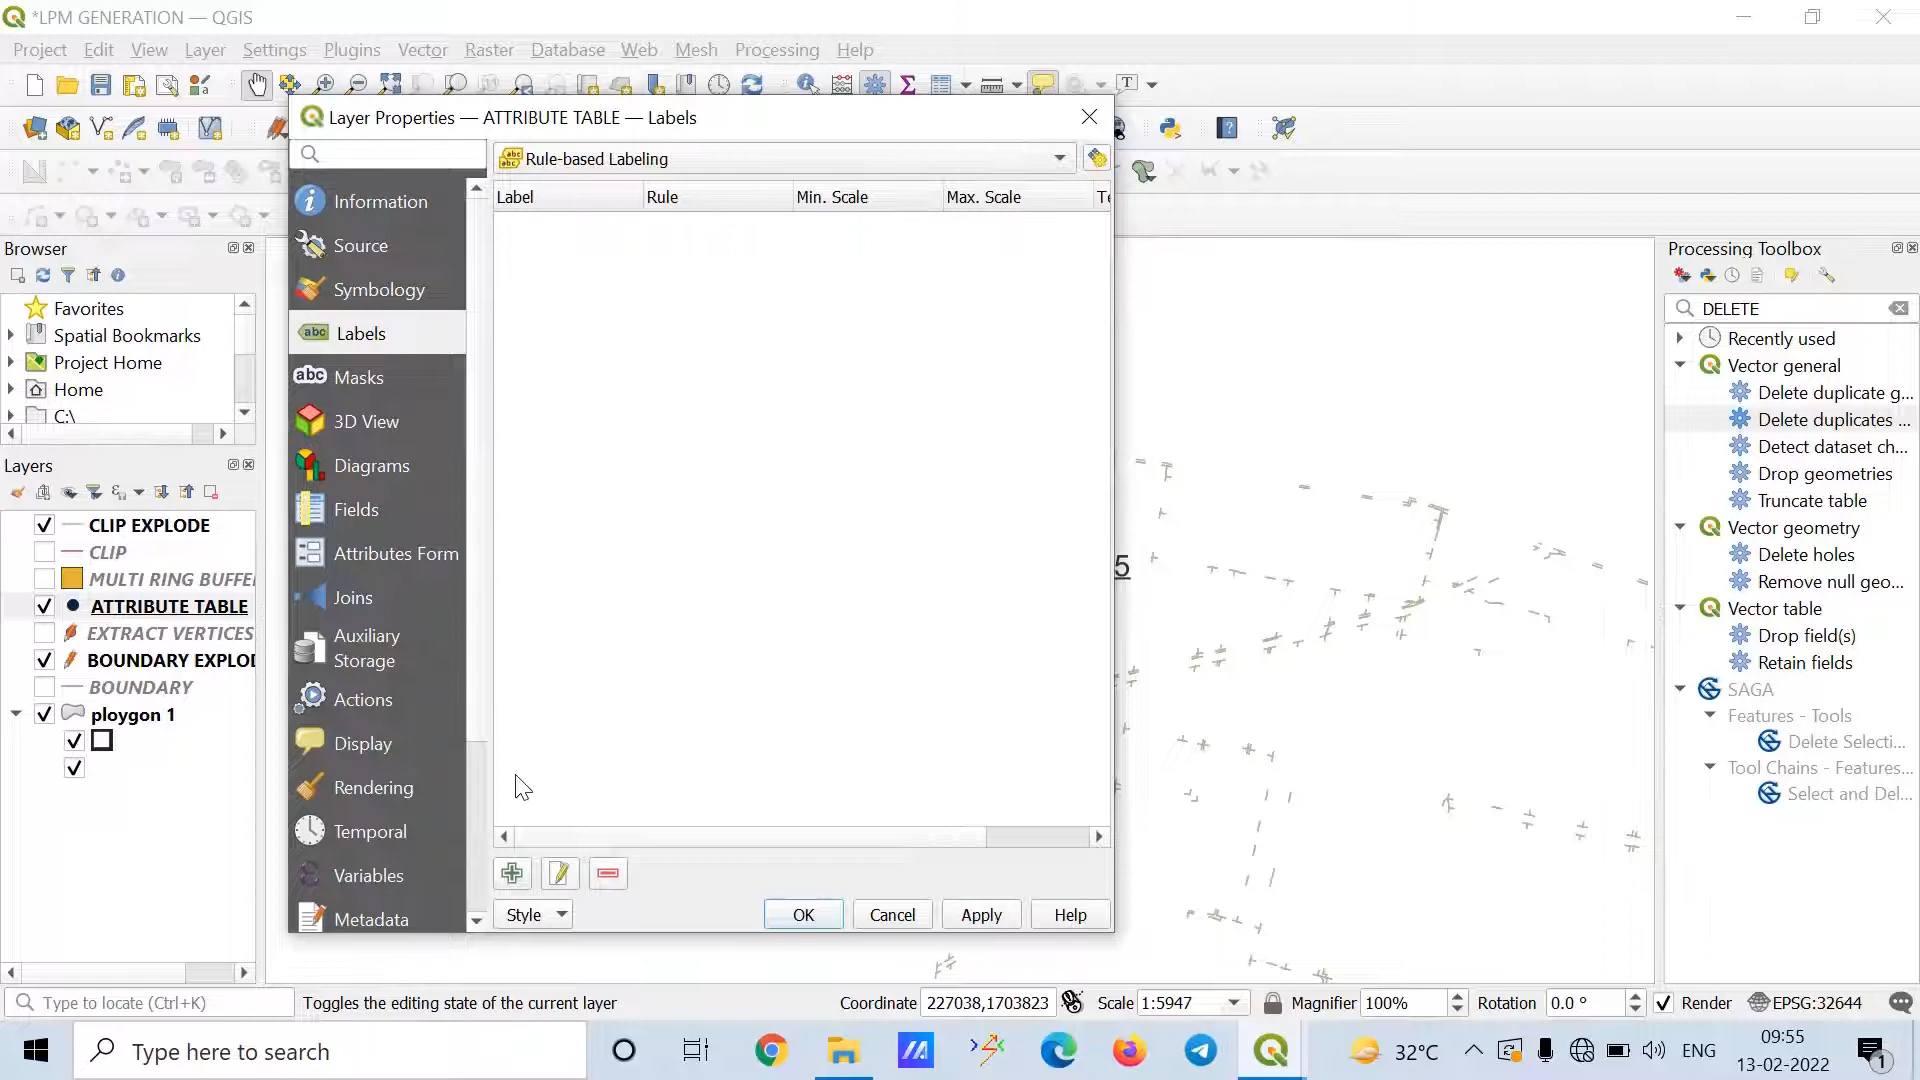 *LPM GENERATION — QGIS
Project Edit View Layer Settings Plugins Vector Raster Database Web Mesh Processing Help
Layer Properties — ATTRIBUTE TABLE — Labels
Rule-based Labeling
Label Rule Min. Scale Max. Scale Te
Information
Source
Symbology
Labels
Masks
3D View
Diagrams
Fields
Attributes Form
Joins
Auxiliary
Storage
Actions
Display
Rendering
Temporal
Variables
Metadata
Style OK Cancel Apply Help
Browser
Favorites
Spatial Bookmarks
Project Home
Home
C:\
Layers
CLIP EXPLODE
CLIP
MULTI RING BUFFE
ATTRIBUTE TABLE
EXTRACT VERTICES
BOUNDARY EXPLO
BOUNDARY
ploygon 1
5
Processing Toolbox
DELETE
Recently used
Vector general
Delete duplicate g...
Delete duplicates ...
Detect dataset ch...
Drop geometries
Truncate table
Vector geometry
Delete holes
Remove null geo...
Vector table
Drop field(s)
Retain fields
SAGA
Features - Tools
Delete Selecti...
Tool Chains - Features...
Select and Del...
Type to locate (Ctrl+K) Toggles the editing state of the current layer Coordinate 227038,1703823 Scale 1:5947 Magnifier 100% Rotation 0.0 ° Render EPSG:32644
Type here to search 32°C ENG 09:55
13-02-2022 1